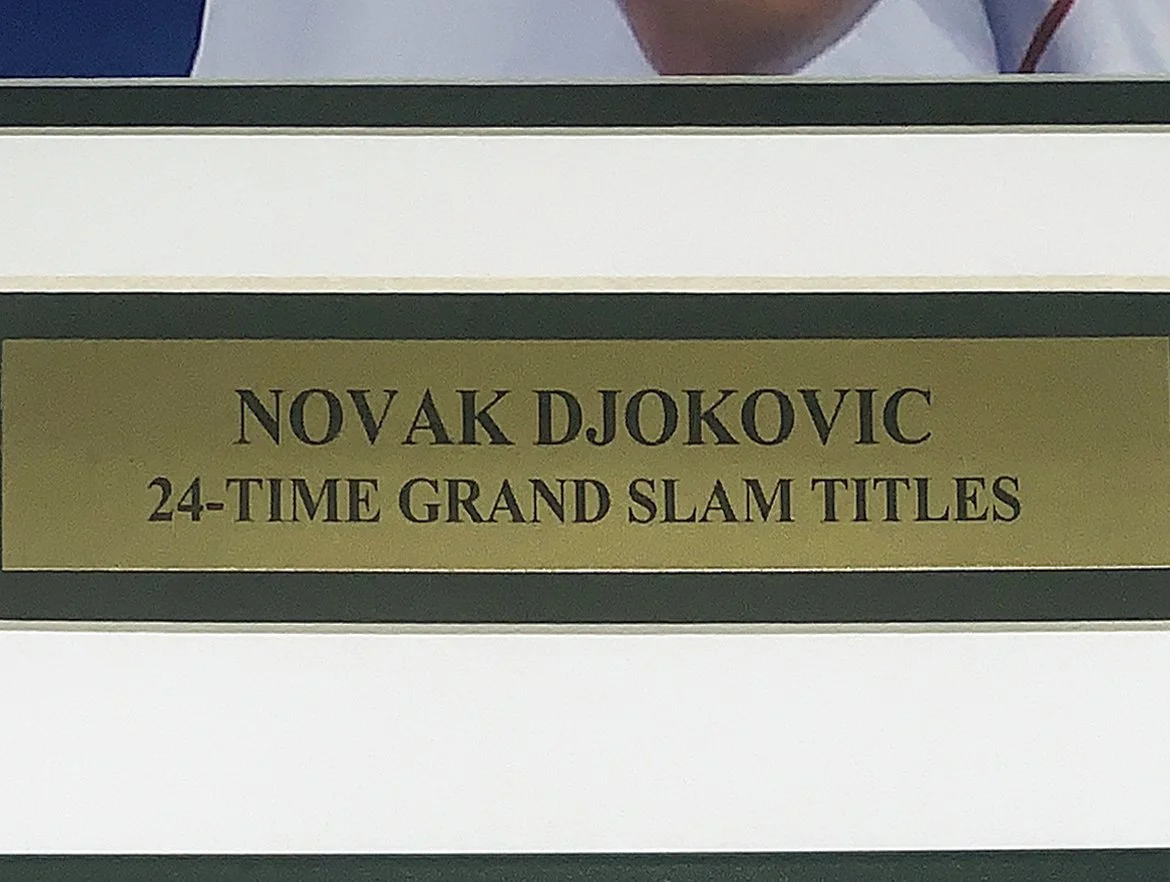 NOVAK DJOKOVIC
24-TIME GRAND SLAM TITLES